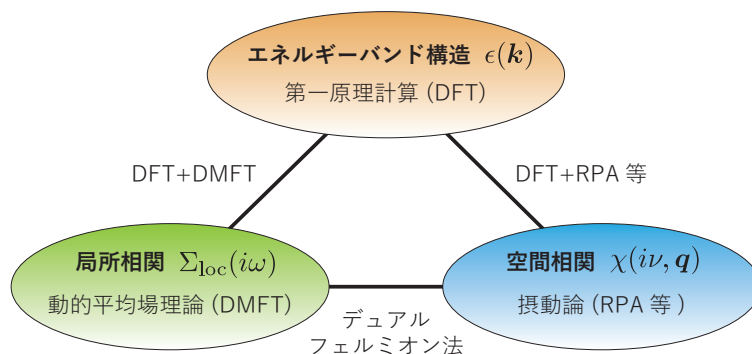 エネルギーバンド構造 ϵ(k)
第一原理計算 (DFT)
DFT+DMFT
DFT+RPA 等
局所相関 Σloc(iω)
動的平均場理論 (DMFT)
空間相関 χ(iν, q)
摂動論 (RPA 等 )
デュアル
フェルミオン法